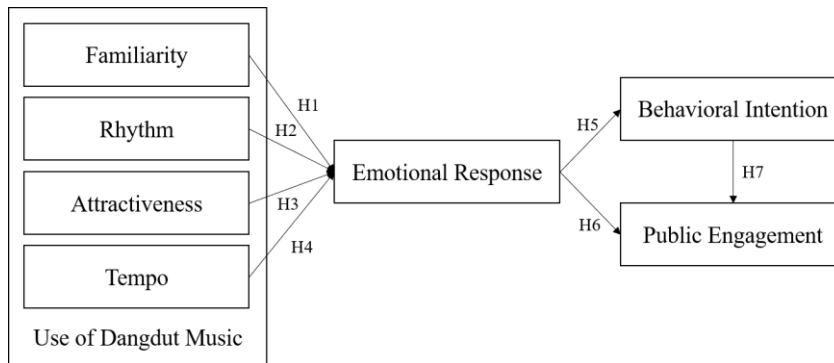 Familiarity
Rhythm
Attractiveness
Tempo
Use of Dangdut Music
H1
H2
H3
H4
Emotional Response
H5
H6
Behavioral Intention
H7
Public Engagement